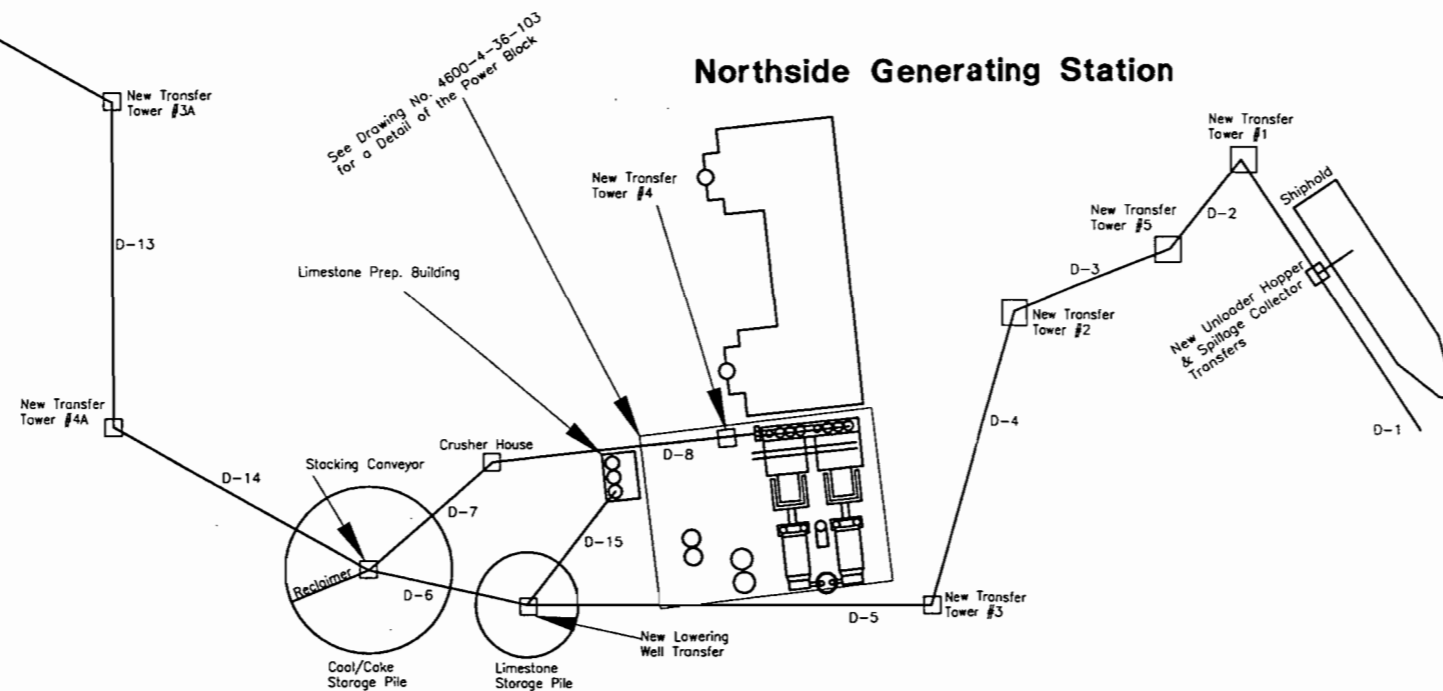 Northside Generating Station
New Transfer
Tower #3A
See Drawing No. 4600-4-36-103
for a Detail of the Power Block
New Transfer
Tower #4
New Transfer
Tower #1
Shiphold
D-2
New Transfer
Tower #5
D-13
D-3
Limestone Prep. Building
New Unloader Hopper
& Spillage Collector
Transfers
New Transfer
Tower #2
New Transfer
Tower #4A
D-4
D-1
Crusher House
D-8
Stocking Conveyor
D-14
D-7
D-15
Reclaimer
D-6
D-5
New Transfer
Tower #3
New Lowering
Well Transfer
Coal/Coke
Storage Pile
Limestone
Storage Pile